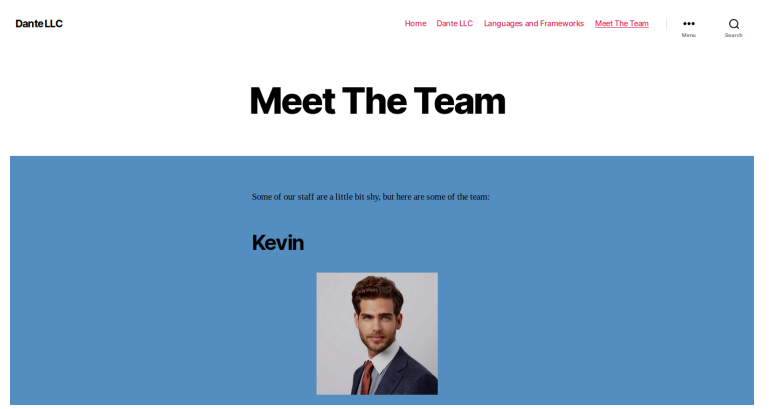 Dante LLC
Home Dante LLC Languages and Frameworks Meet The Team
Menu
Search
Meet The Team
Some of our staff are a little bit shy, but here are some of the team:
Kevin